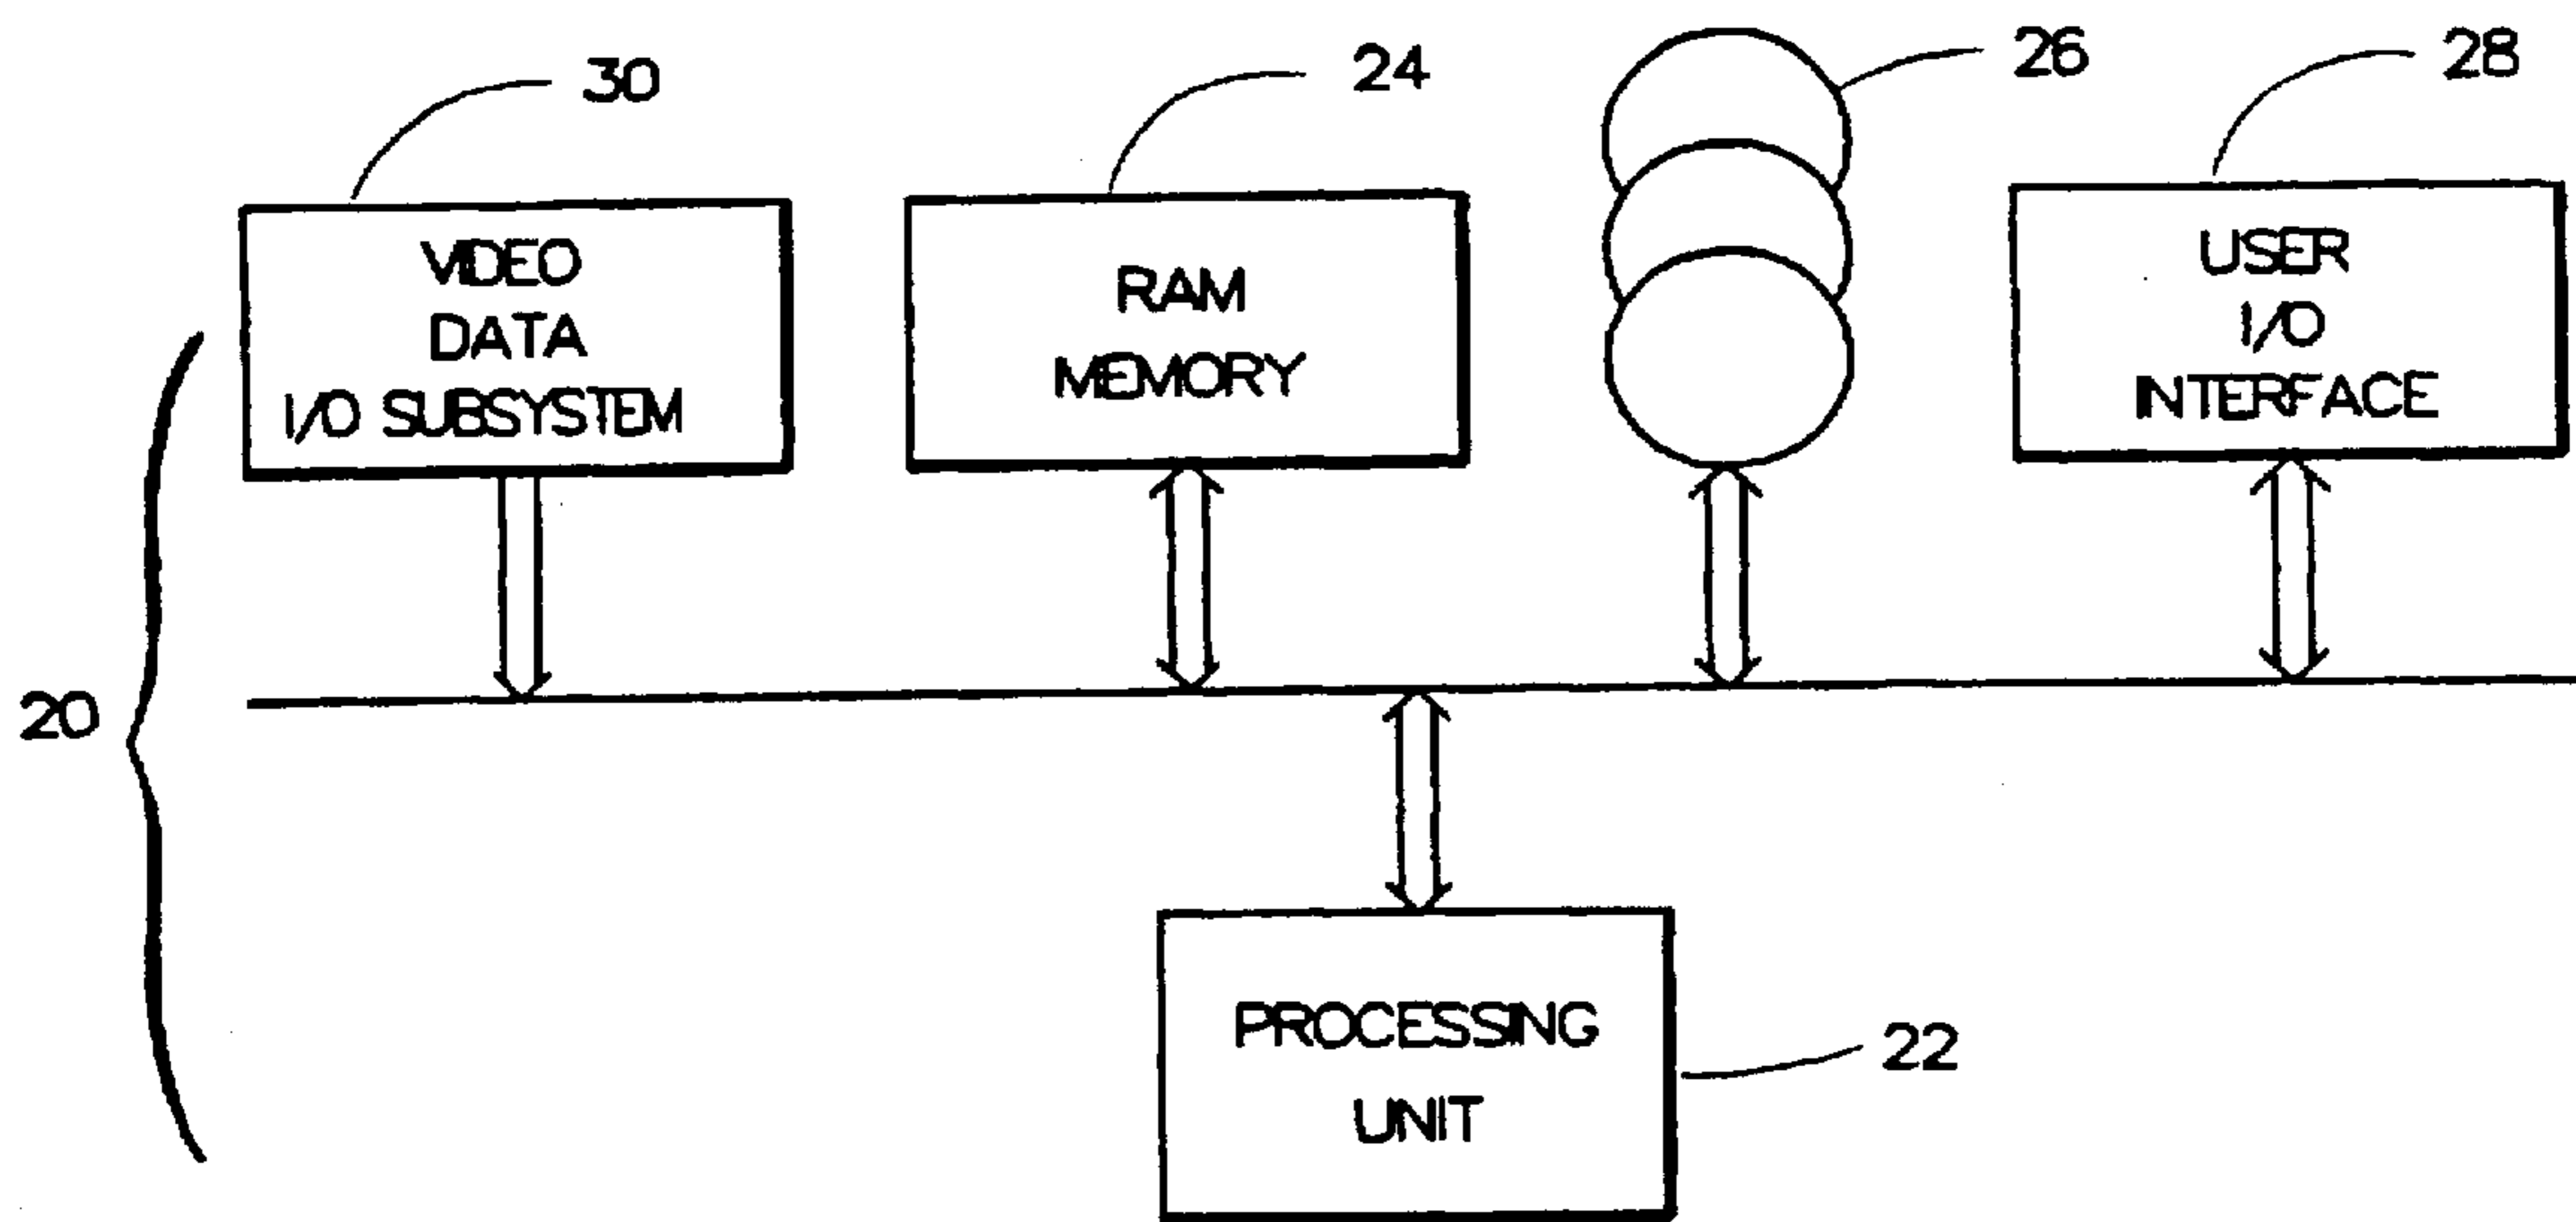 30
24
26
28
VIDEO
DATA
I/O SUBSYSTEM
RAM
MEMORY
USER
I/O
INTERFACE
20
PROCESSING
UNIT
22